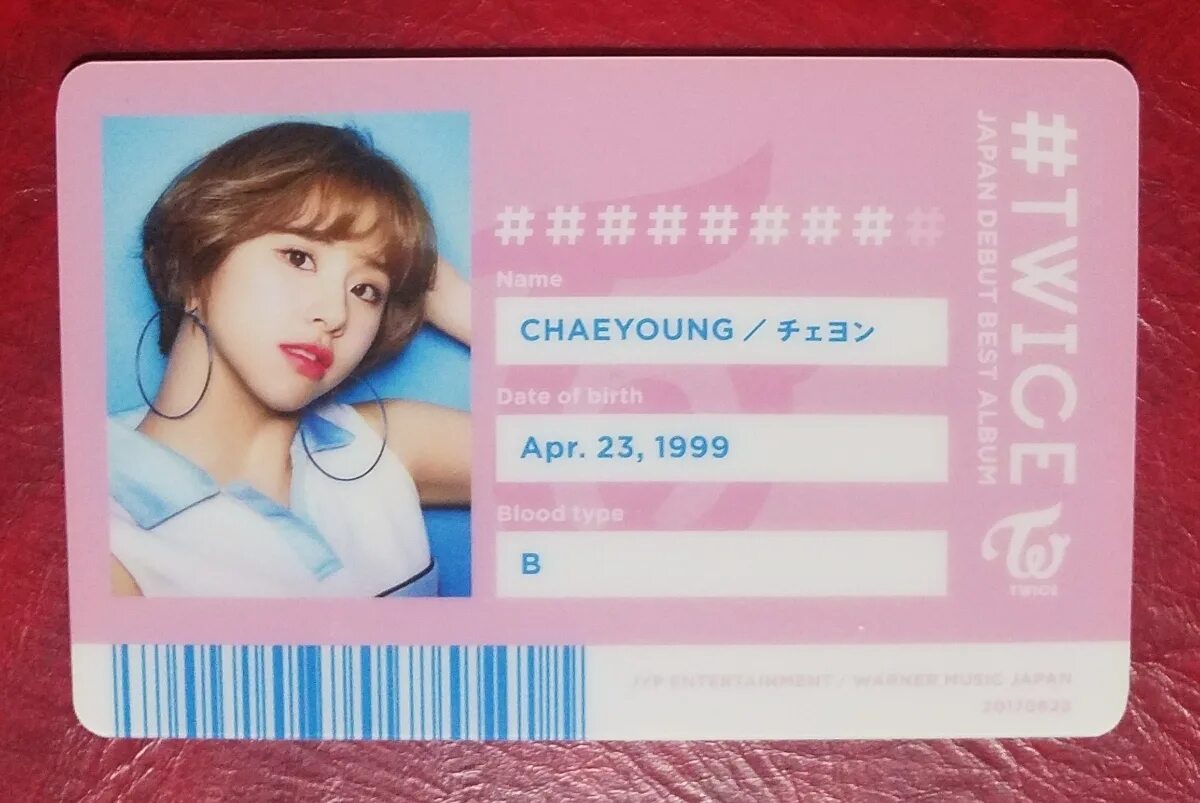 #########
Name
CHAEYOUNG / チェヨン
Date of birth
Apr. 23, 1999
Blood type
B
#TWICE
JAPAN DEBUT BEST ALBUM
TWICE
JYP ENTERTAINMENT / WARNER MUSIC JAPAN
20170628